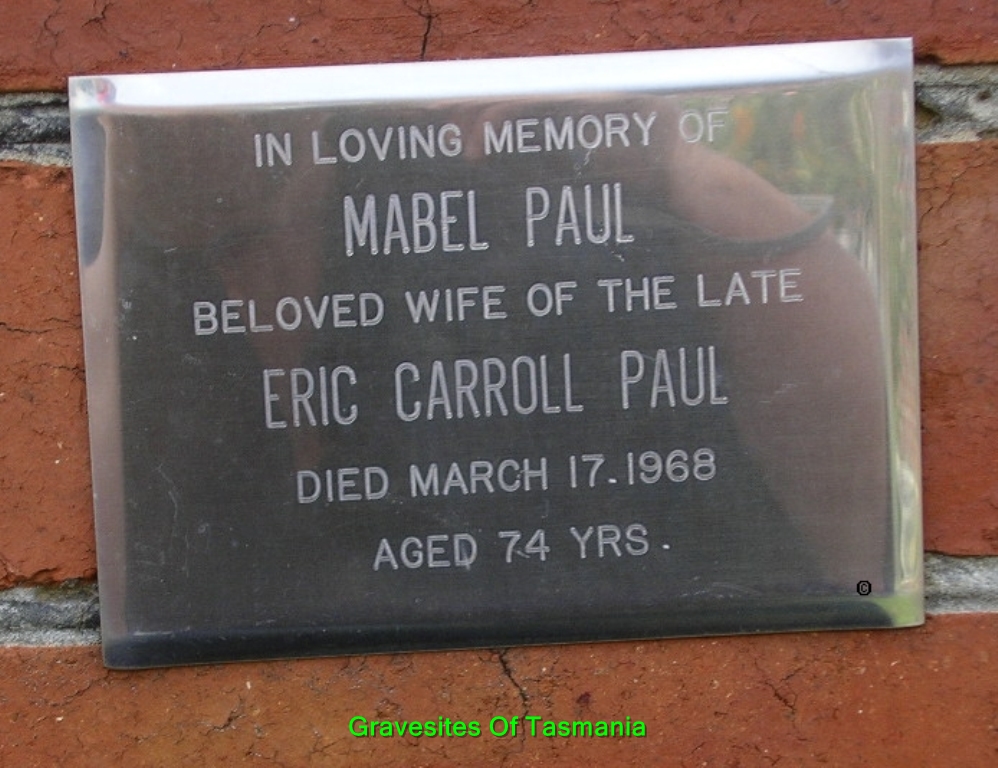 IN LOVING MEMORY OF
MABEL PAUL
BELOVED WIFE OF THE LATE
ERIC CARROLL PAUL
DIED MARCH 17.1968
AGED 74 YRS.
©
Gravesites Of Tasmania